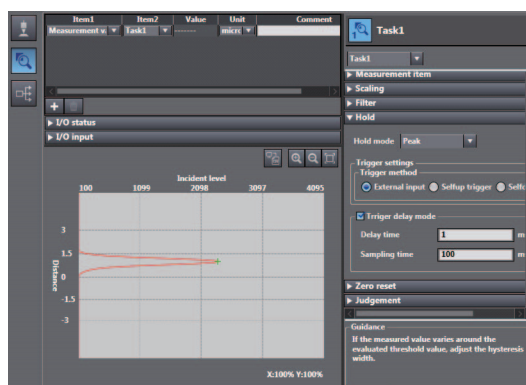 Item1 Item2 Value Unit Comment
Measurement v. Task1 ------- micro
I/O status
I/O input
Incident level
100 1099 2098 3097 4095
3
1.5
0
-1.5
-3
Distance
X:100% Y:100%
1 Task1
Task1
Measurement item
Scaling
Filter
Hold
Hold mode Peak
Trigger settings
Trigger method
External input Selfup trigger Selfc
Trriger delay mode
Delay time 1 m
Sampling time 100 m
Zero reset
Judgement
Guidance
If the measured value varies around the
evaluated threshold value, adjust the hysteresis
width.